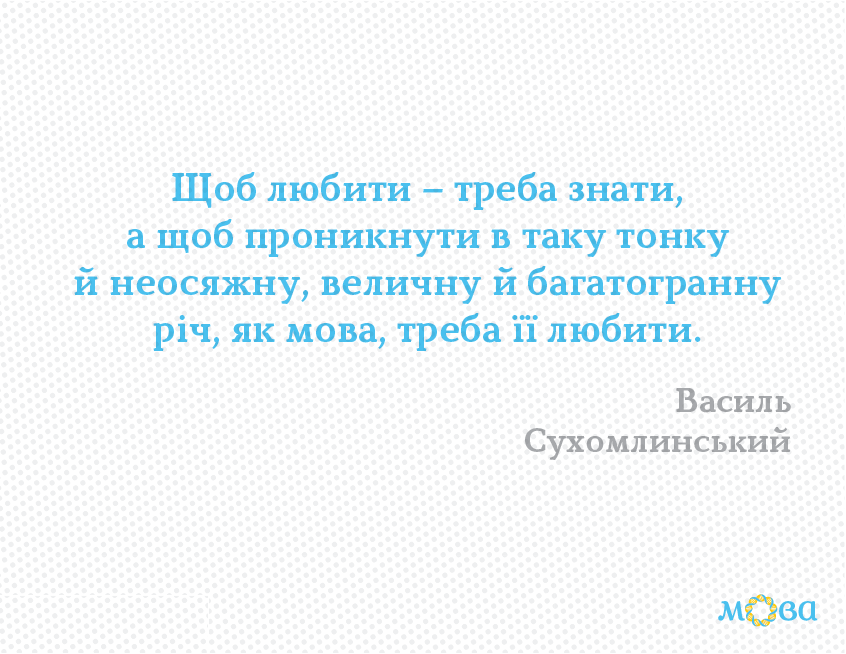 Щоб любити – треба знати,
а щоб проникнути в таку тонку
й неосяжну, величну й багатогранну
річ, як мова, треба її любити.
Василь
Сухомлинський
мова